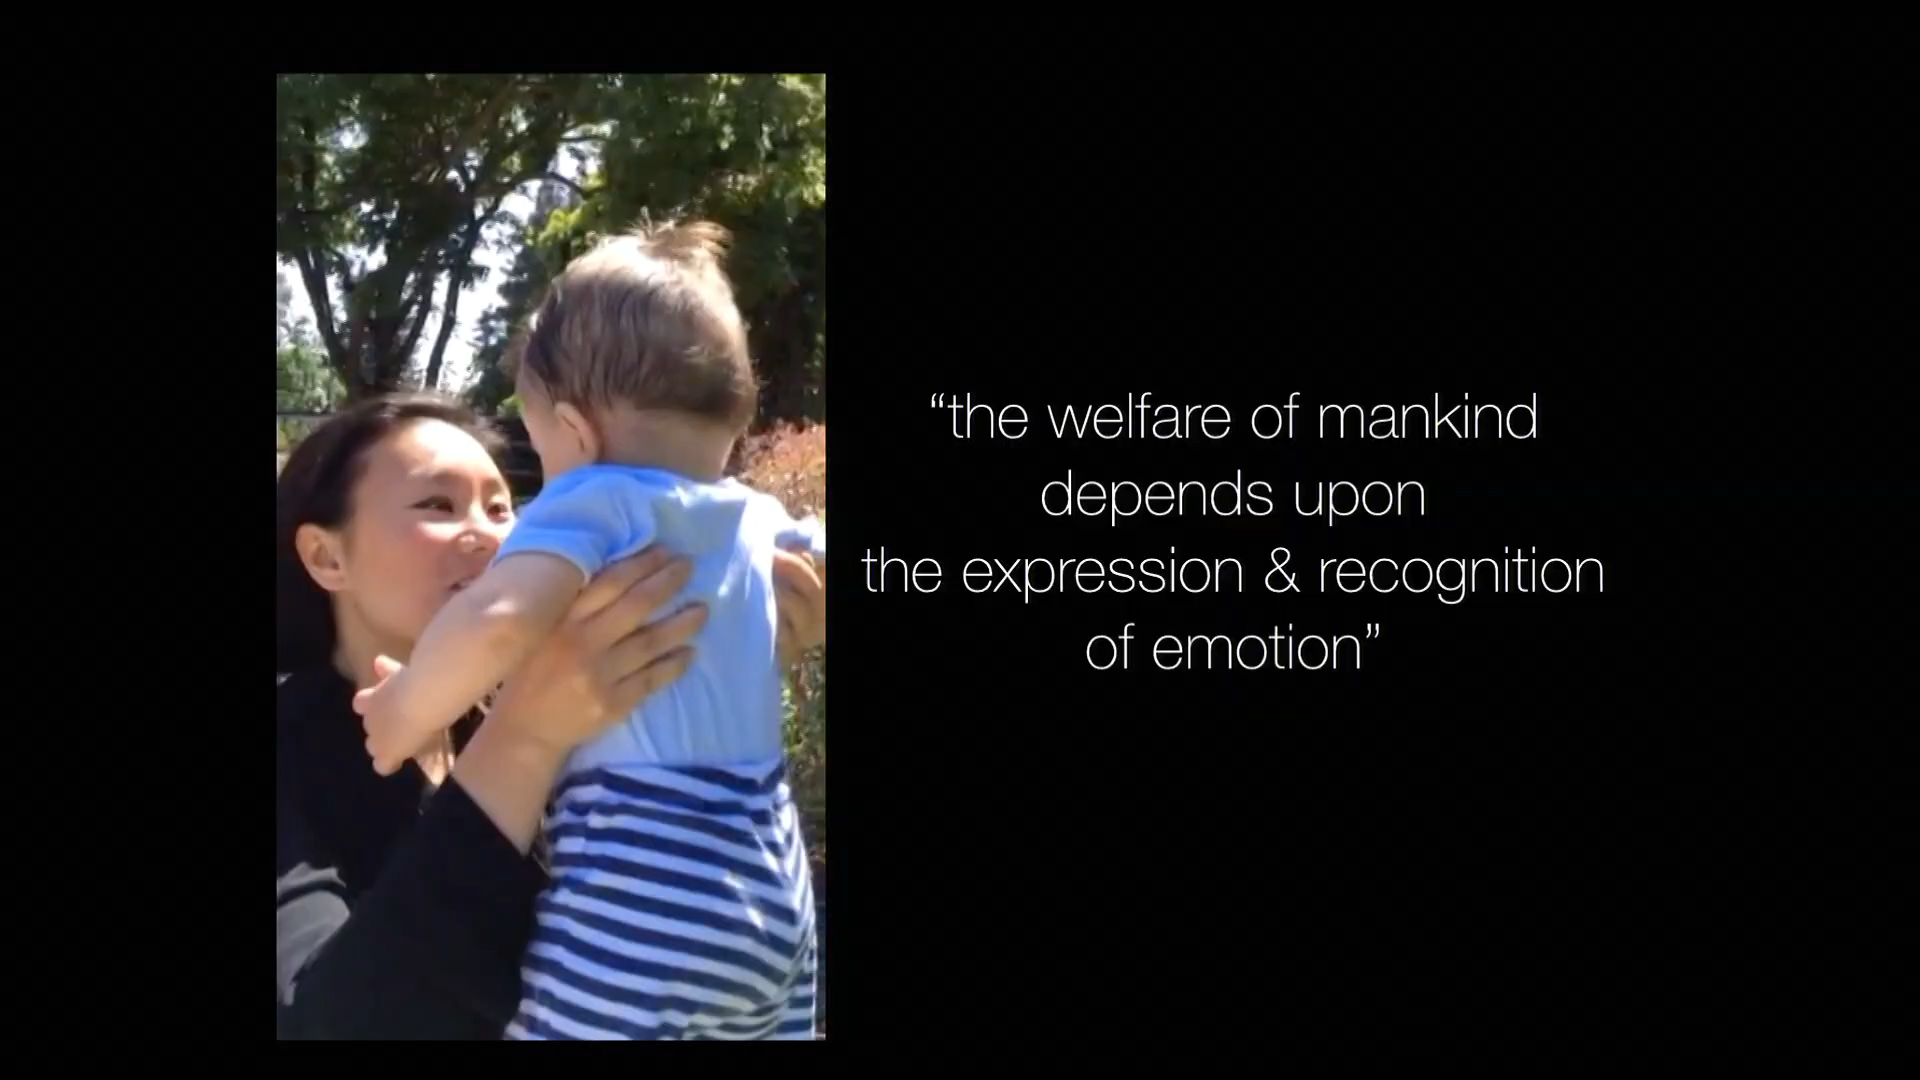 “the welfare of mankind
depends upon
the expression & recognition
of emotion”